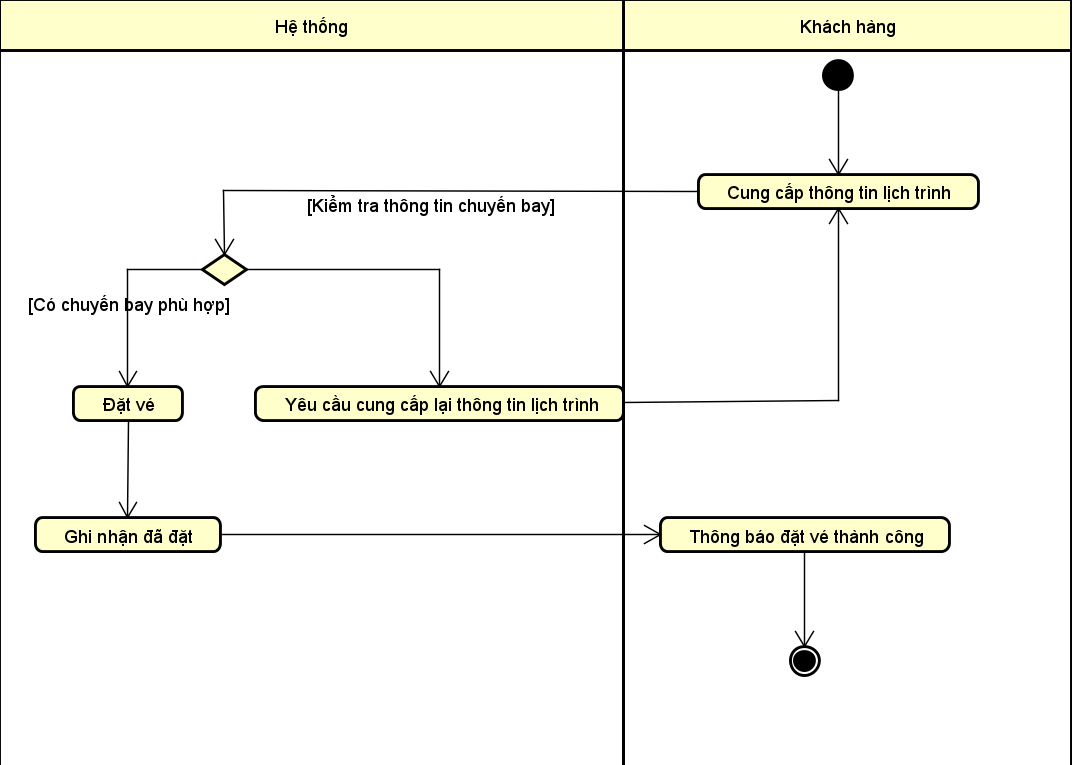 Hệ thống
Khách hàng
Cung cấp thông tin lịch trình
[Kiểm tra thông tin chuyến bay]
[Có chuyến bay phù hợp]
Đặt vé
Yêu cầu cung cấp lại thông tin lịch trình
Ghi nhận đã đặt
Thông báo đặt vé thành công